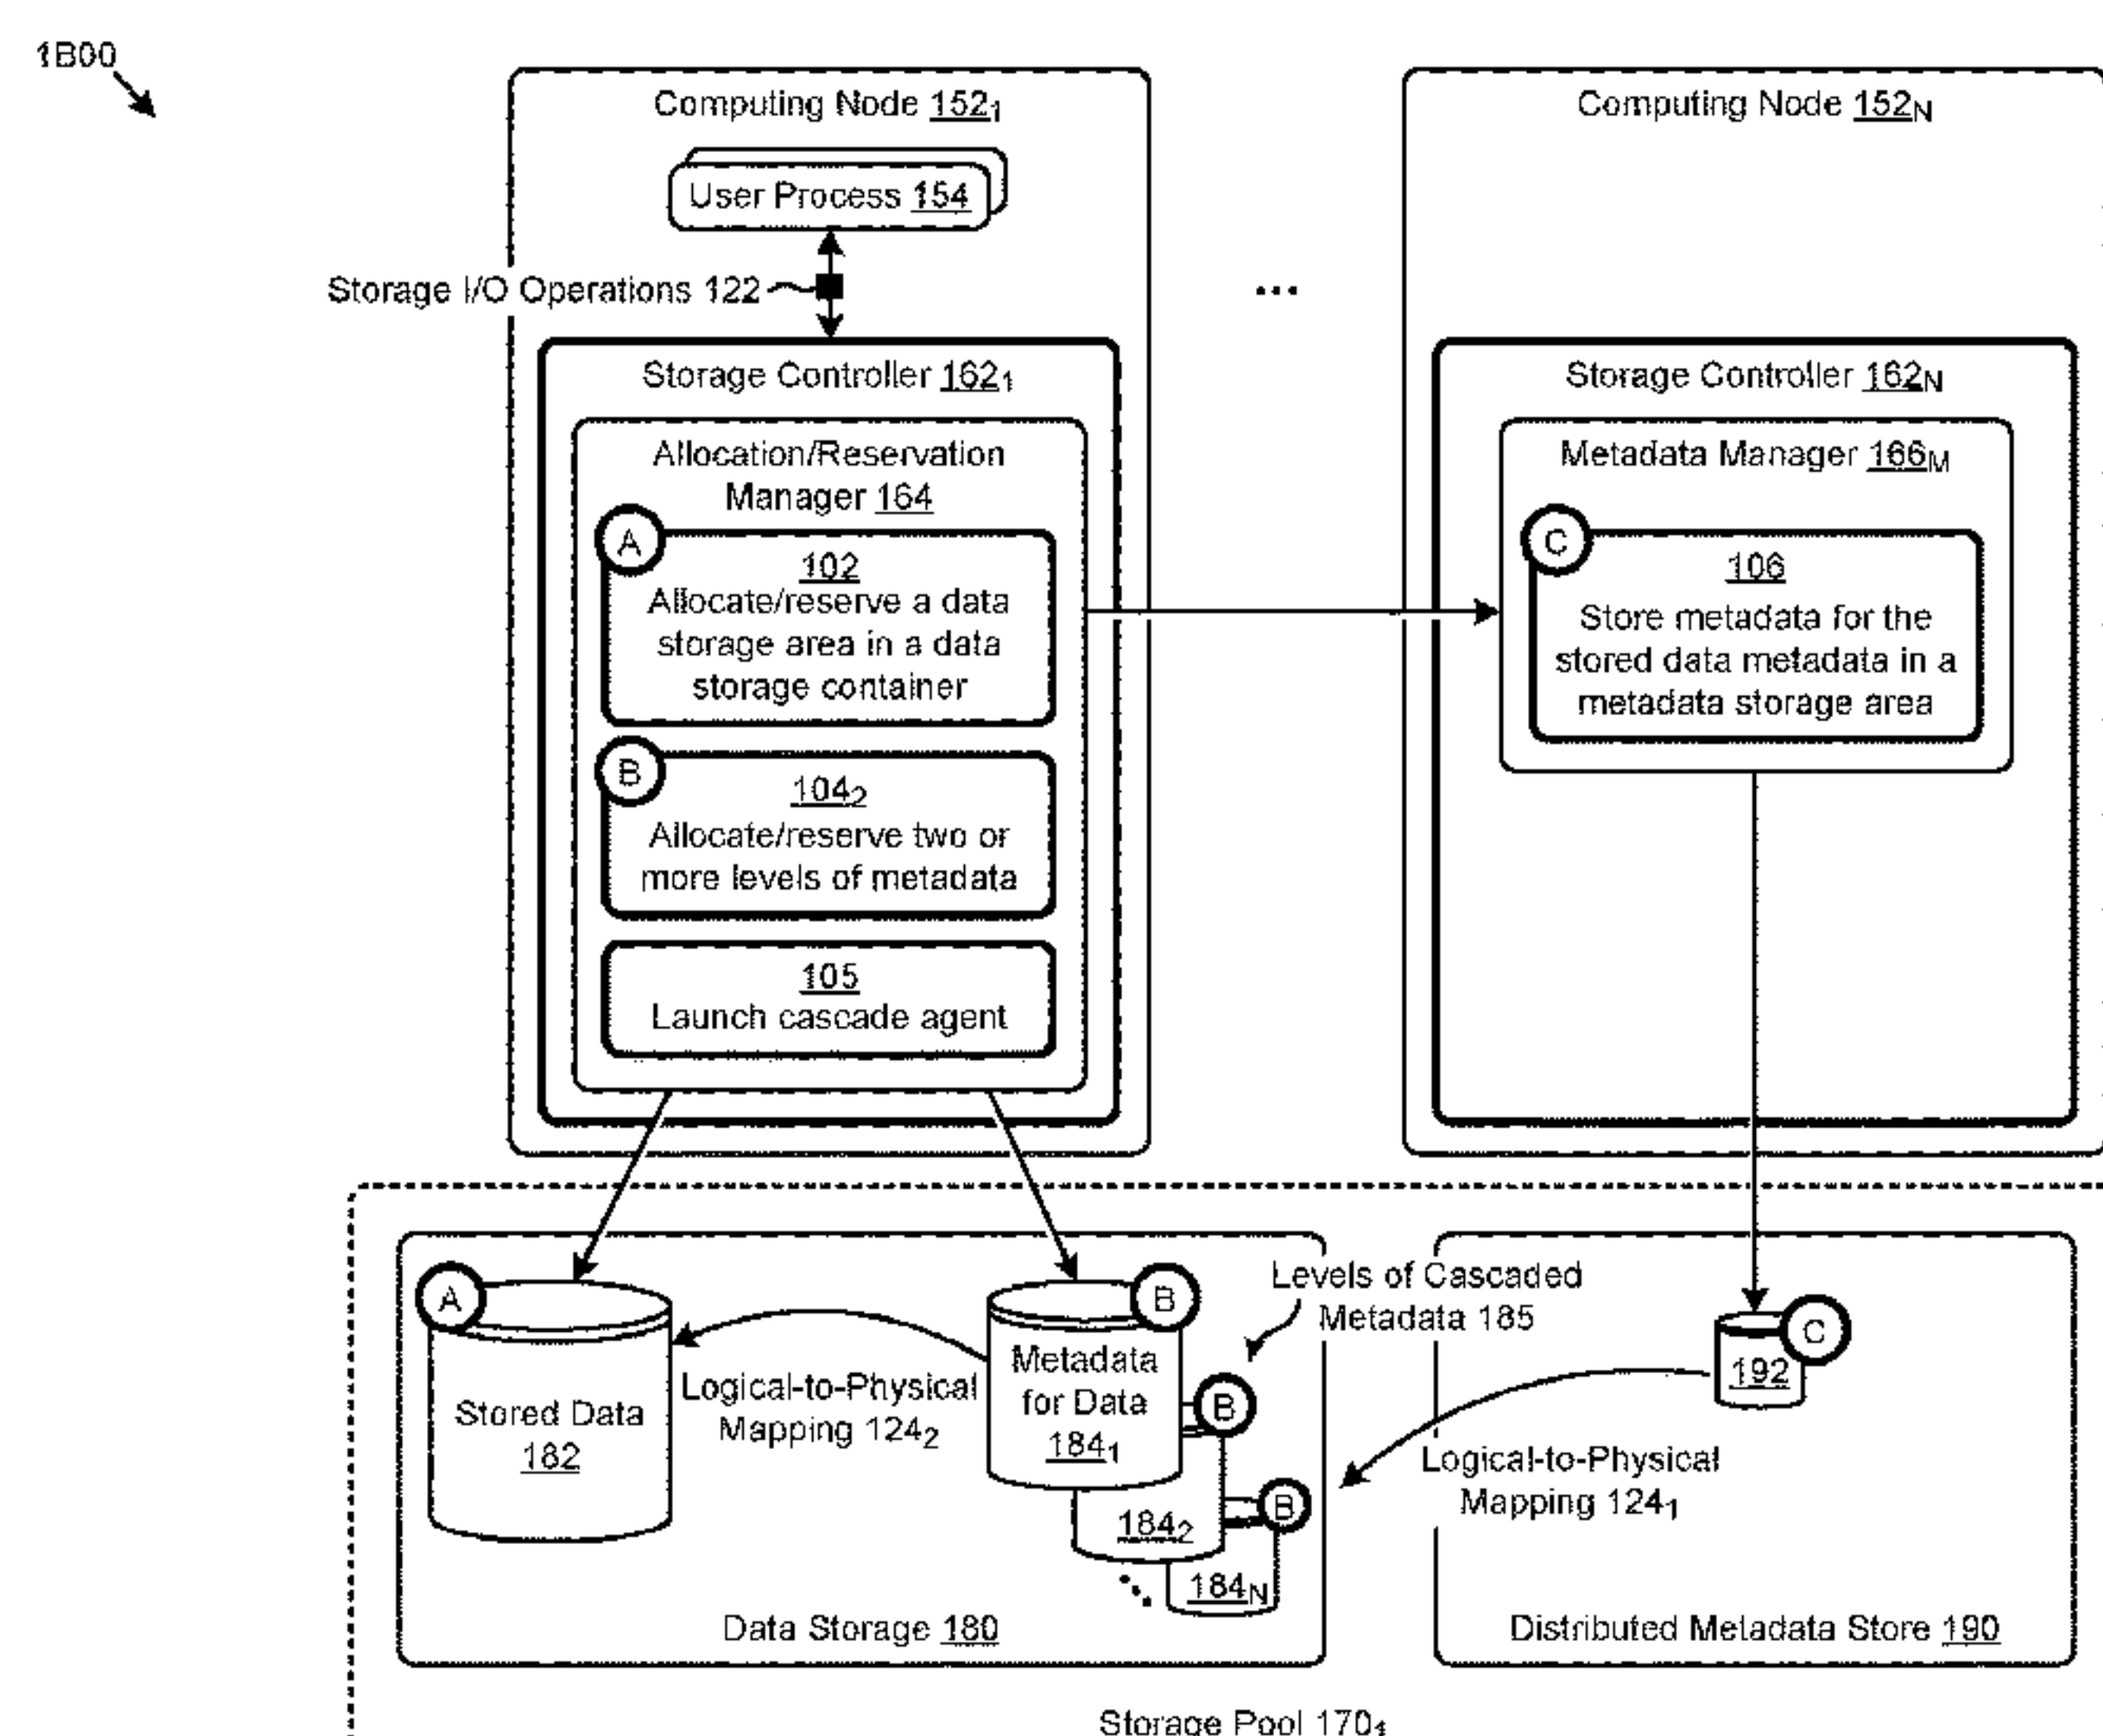 1B00
Computing Node 152₁
User Process 154
Storage I/O Operations 122
Storage Controller 162₁
Allocation/Reservation
Manager 164
A
102
Allocate/reserve a data
storage area in a data
storage container
B
104₂
Allocate/reserve two or
more levels of metadata
105
Launch cascade agent
...
Computing Node 152N
Storage Controller 162N
Metadata Manager 166M
C
106
Store metadata for the
stored data metadata in a
metadata storage area
A
Stored Data
182
Logical-to-Physical
Mapping 124₂
B
Metadata
for Data
184₁
B
184₂
B
184N
Levels of Cascaded
Metadata 185
Data Storage 180
C
192
Logical-to-Physical
Mapping 124₁
Distributed Metadata Store 190
Storage Pool 170₁